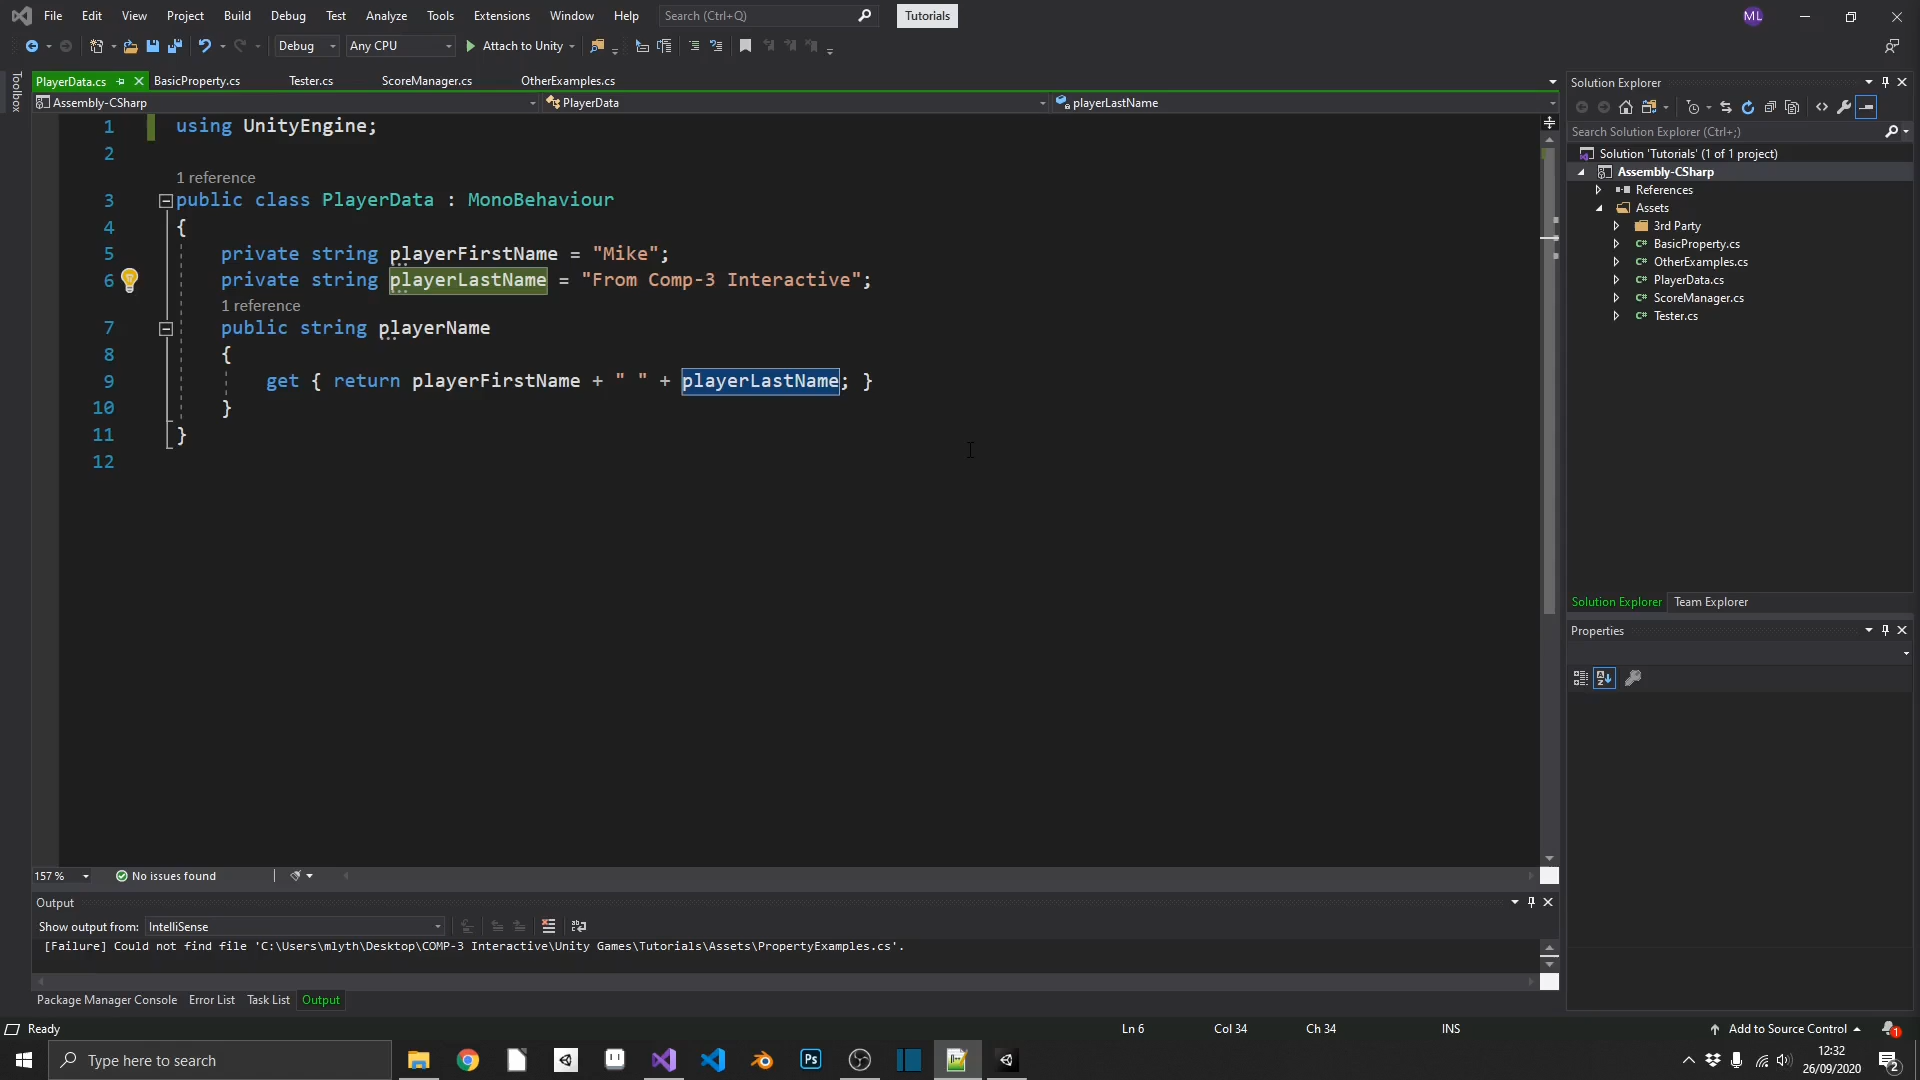 File Edit View Project Build Debug Test Analyze Tools Extensions Window Help Search (Ctrl+Q) Tutorials ML
Debug Any CPU Attach to Unity
Toolbox
PlayerData.cs BasicProperty.cs Tester.cs ScoreManager.cs OtherExamples.cs
Assembly-CSharp PlayerData playerLastName
1 using UnityEngine;
2
1 reference
3 public class PlayerData : MonoBehaviour
4 {
5 private string playerFirstName = "Mike";
6 private string playerLastName = "From Comp-3 Interactive";
1 reference
7 public string playerName
8 {
9 get { return playerFirstName + " " + playerLastName; }
10 }
11 }
12
157 % No issues found
Output
Show output from: IntelliSense
[Failure] Could not find file 'C:\Users\mlyth\Desktop\COMP-3 Interactive\Unity Games\Tutorials\Assets\PropertyExamples.cs'.
Package Manager Console Error List Task List Output
Solution Explorer
Search Solution Explorer (Ctrl+;)
Solution 'Tutorials' (1 of 1 project)
Assembly-CSharp
References
Assets
3rd Party
C# BasicProperty.cs
C# OtherExamples.cs
C# PlayerData.cs
C# ScoreManager.cs
C# Tester.cs
Solution Explorer Team Explorer
Properties
Ready Ln 6 Col 34 Ch 34 INS Add to Source Control 1
Type here to search Ps 12:32
26/09/2020 2